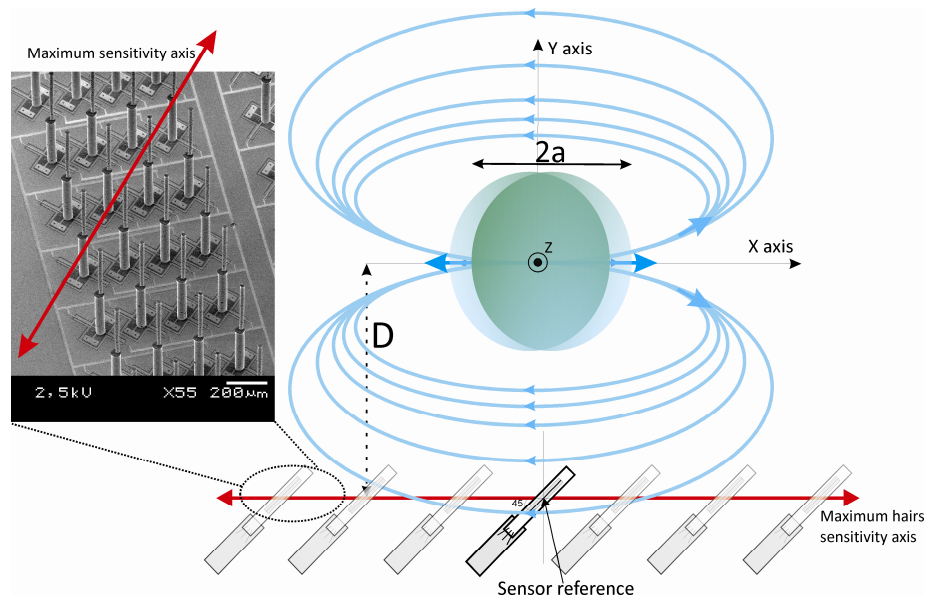 Maximum sensitivity axis
Y axis
2a
Z
X axis
D
2,5kV X55 200µm
45
Maximum hairs
sensitivity axis
Sensor reference